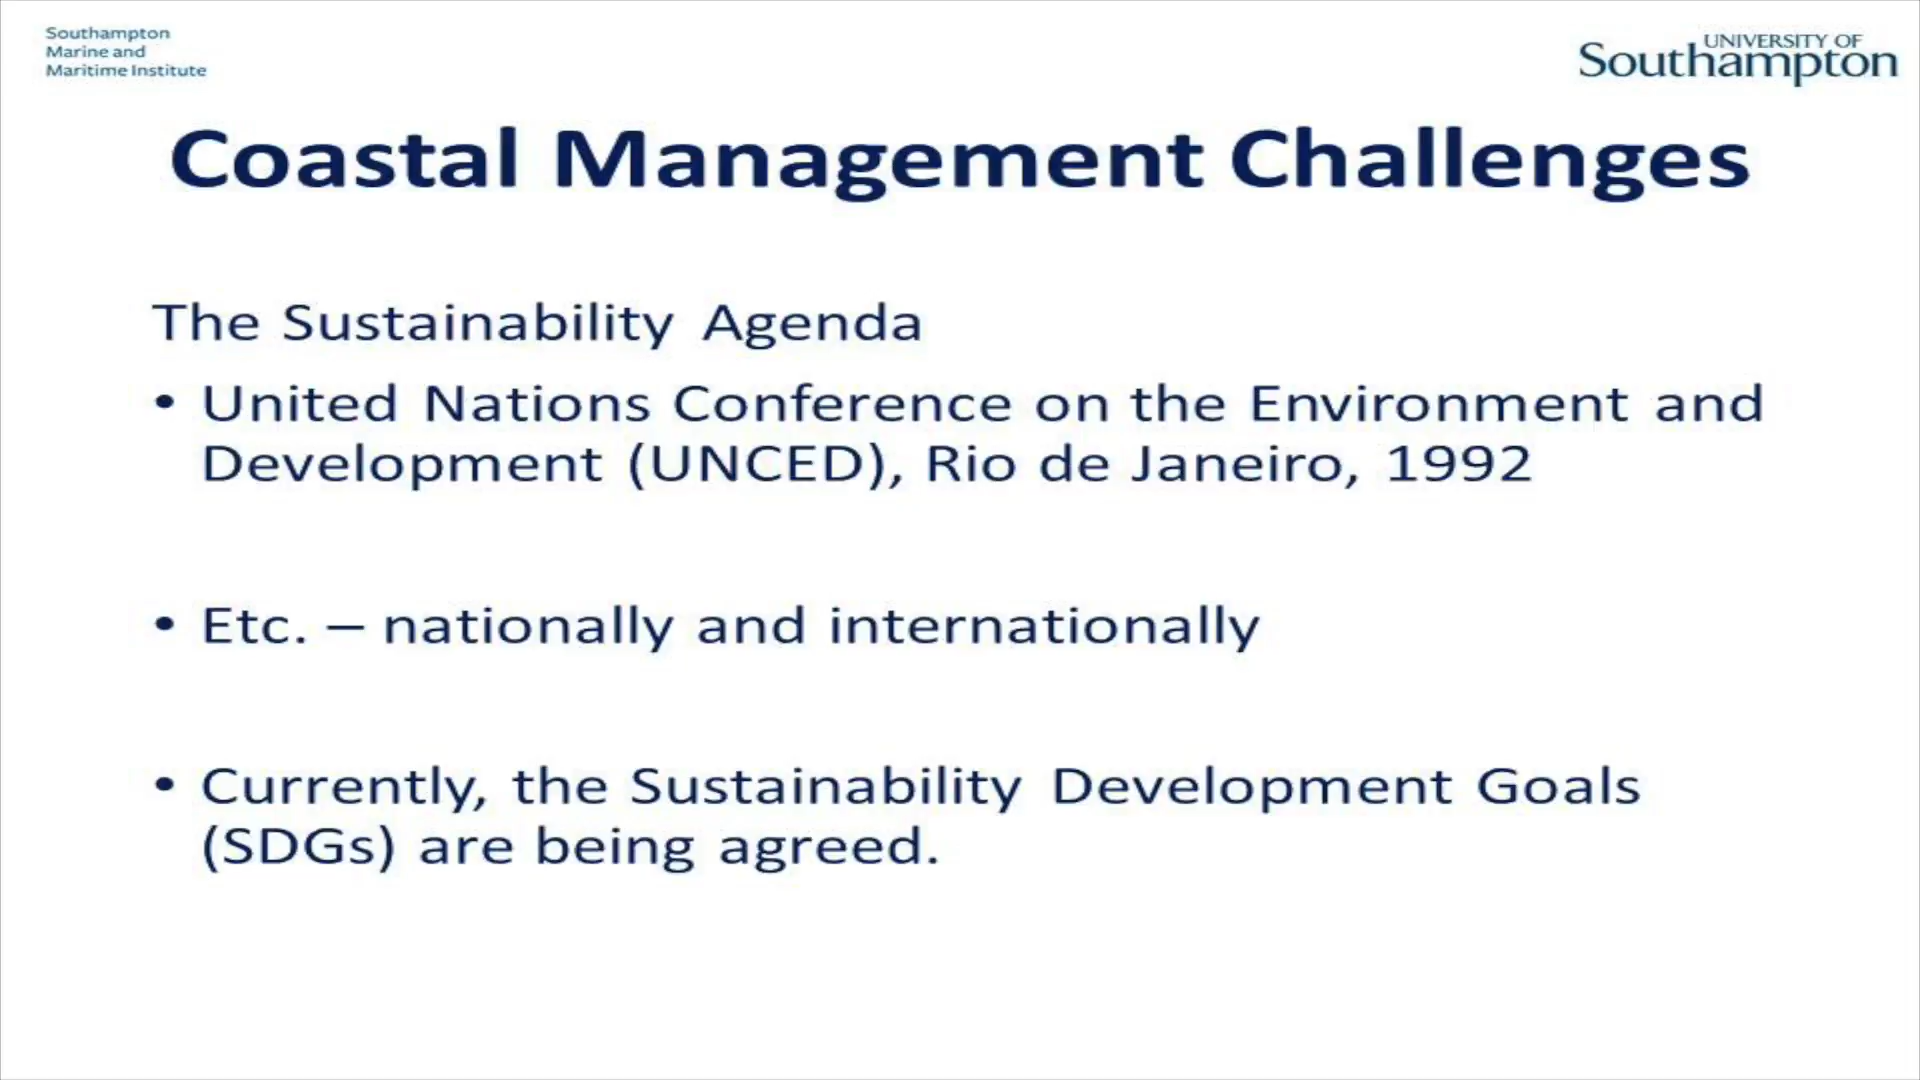 Southampton
Marine and
Maritime Institute
UNIVERSITY OF
Southampton
Coastal Management Challenges
The Sustainability Agenda
• United Nations Conference on the Environment and
Development (UNCED), Rio de Janeiro, 1992
• Etc. – nationally and internationally
• Currently, the Sustainability Development Goals
(SDGs) are being agreed.